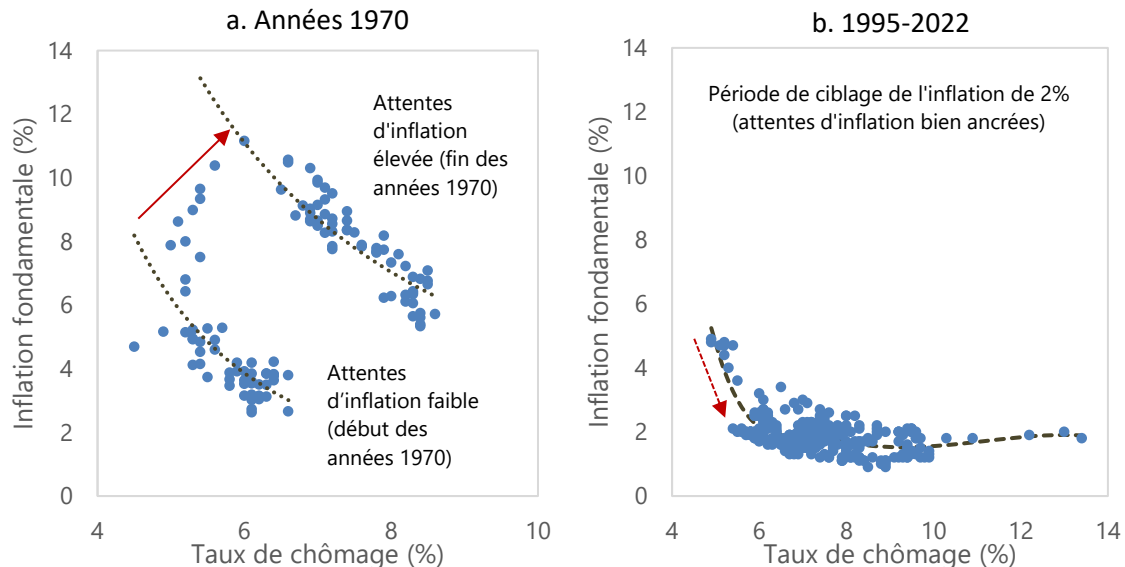 a. Années 1970
14
12
10
8
6
4
2
0
4
6
8
10
Inflation fondamentale (%)
Taux de chômage (%)
Attentes
d'inflation
élevée (fin des
années 1970)
Attentes
d’inflation faible
(début des
années 1970)
b. 1995-2022
14
12
10
8
6
4
2
0
4
6
8
10
12
14
Inflation fondamentale (%)
Taux de chômage (%)
Période de ciblage de l'inflation de 2%
(attentes d'inflation bien ancrées)